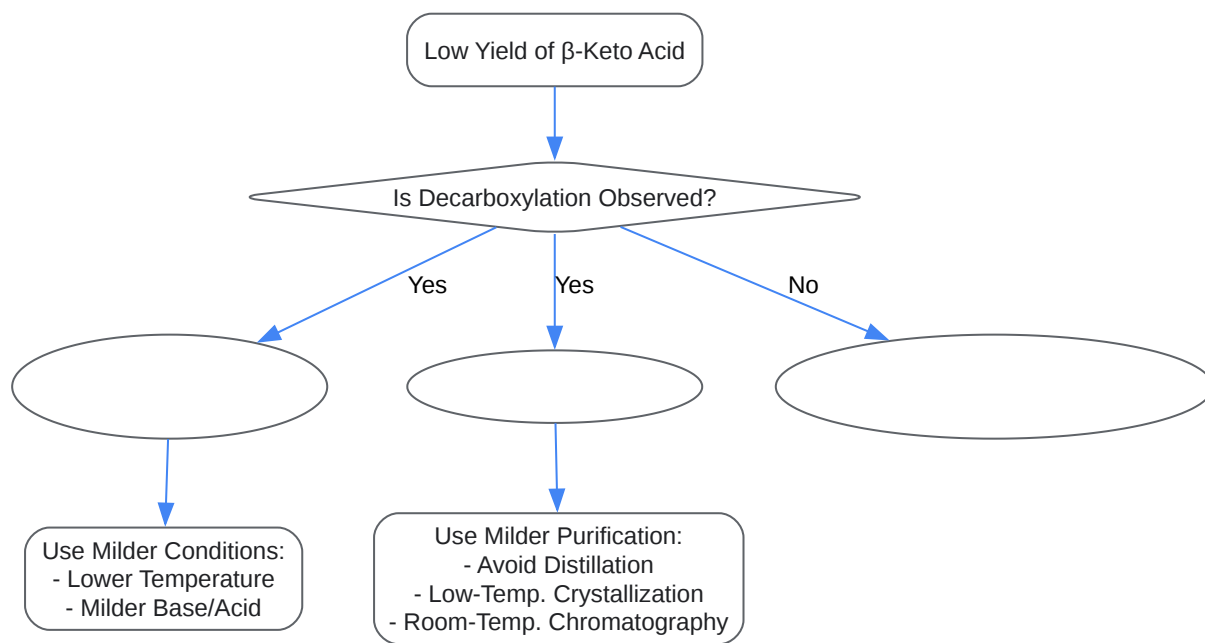 Low Yield of β-Keto Acid
Is Decarboxylation Observed?
Yes
Yes
No
Use Milder Conditions:
- Lower Temperature
- Milder Base/Acid
Use Milder Purification:
- Avoid Distillation
- Low-Temp. Crystallization
- Room-Temp. Chromatography